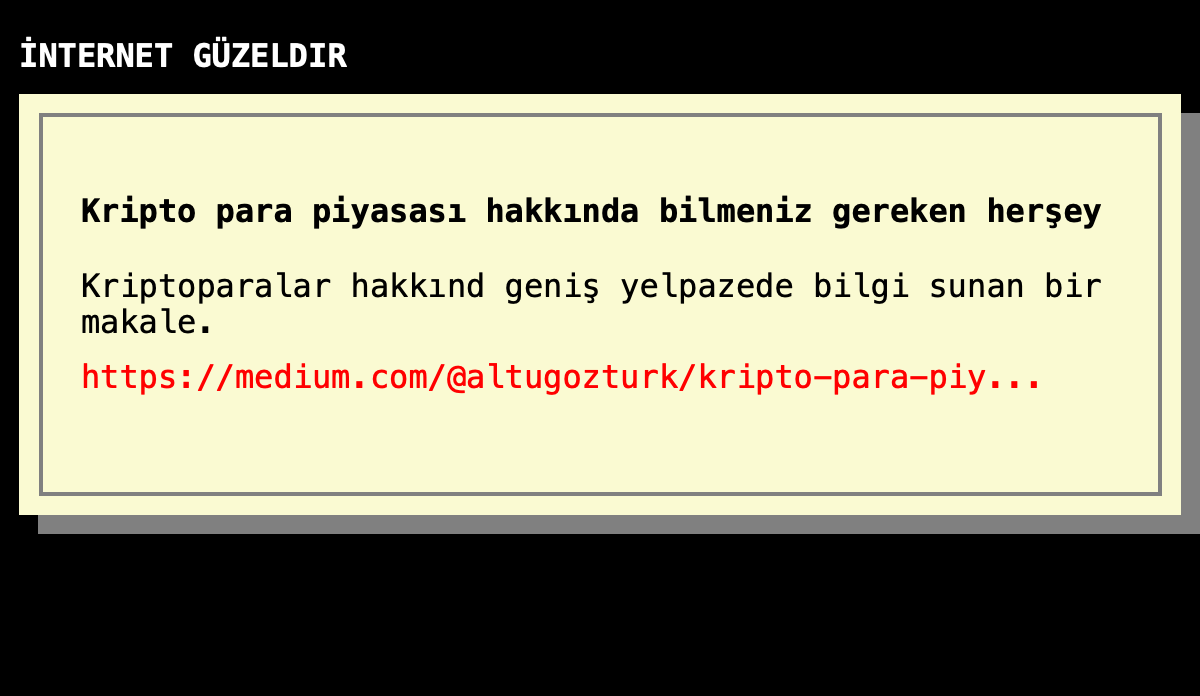 İNTERNET GÜZELDIR
Kripto para piyasası hakkında bilmeniz gereken herşey
Kriptoparalar hakkınd geniş yelpazede bilgi sunan bir
makale.
https://medium.com/@altugozturk/kripto-para-piy...